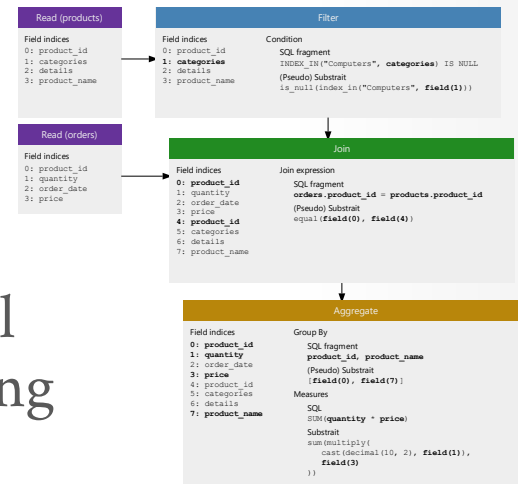 Read (products)
Field indices
0: product_id
1: categories
2: details
3: product_name
Filter
Field indices
0: product_id
1: categories
2: details
3: product_name
Condition
SQL fragment
INDEX_IN("Computers", categories) IS NULL
(Pseudo) Substrait
is_null(index_in("Computers", field(1)))
Read (orders)
Field indices
0: product_id
1: quantity
2: order_date
3: price
Join
Field indices
0: product_id
1: quantity
2: order_date
3: price
4: product_id
5: categories
6: details
7: product_name
Join expression
SQL fragment
orders.product_id = products.product_id
(Pseudo) Substrait
equal(field(0), field(4))
Aggregate
Field indices
0: product_id
1: quantity
2: order_date
3: price
4: product_id
5: categories
6: details
7: product_name
Group By
SQL fragment
product_id, product_name
(Pseudo) Substrait
[field(0), field(7)]
Measures
SQL
SUM(quantity * price)
Substrait
sum(multiply(
cast(decimal(10, 2), field(1)),
field(3)
))
l
ng